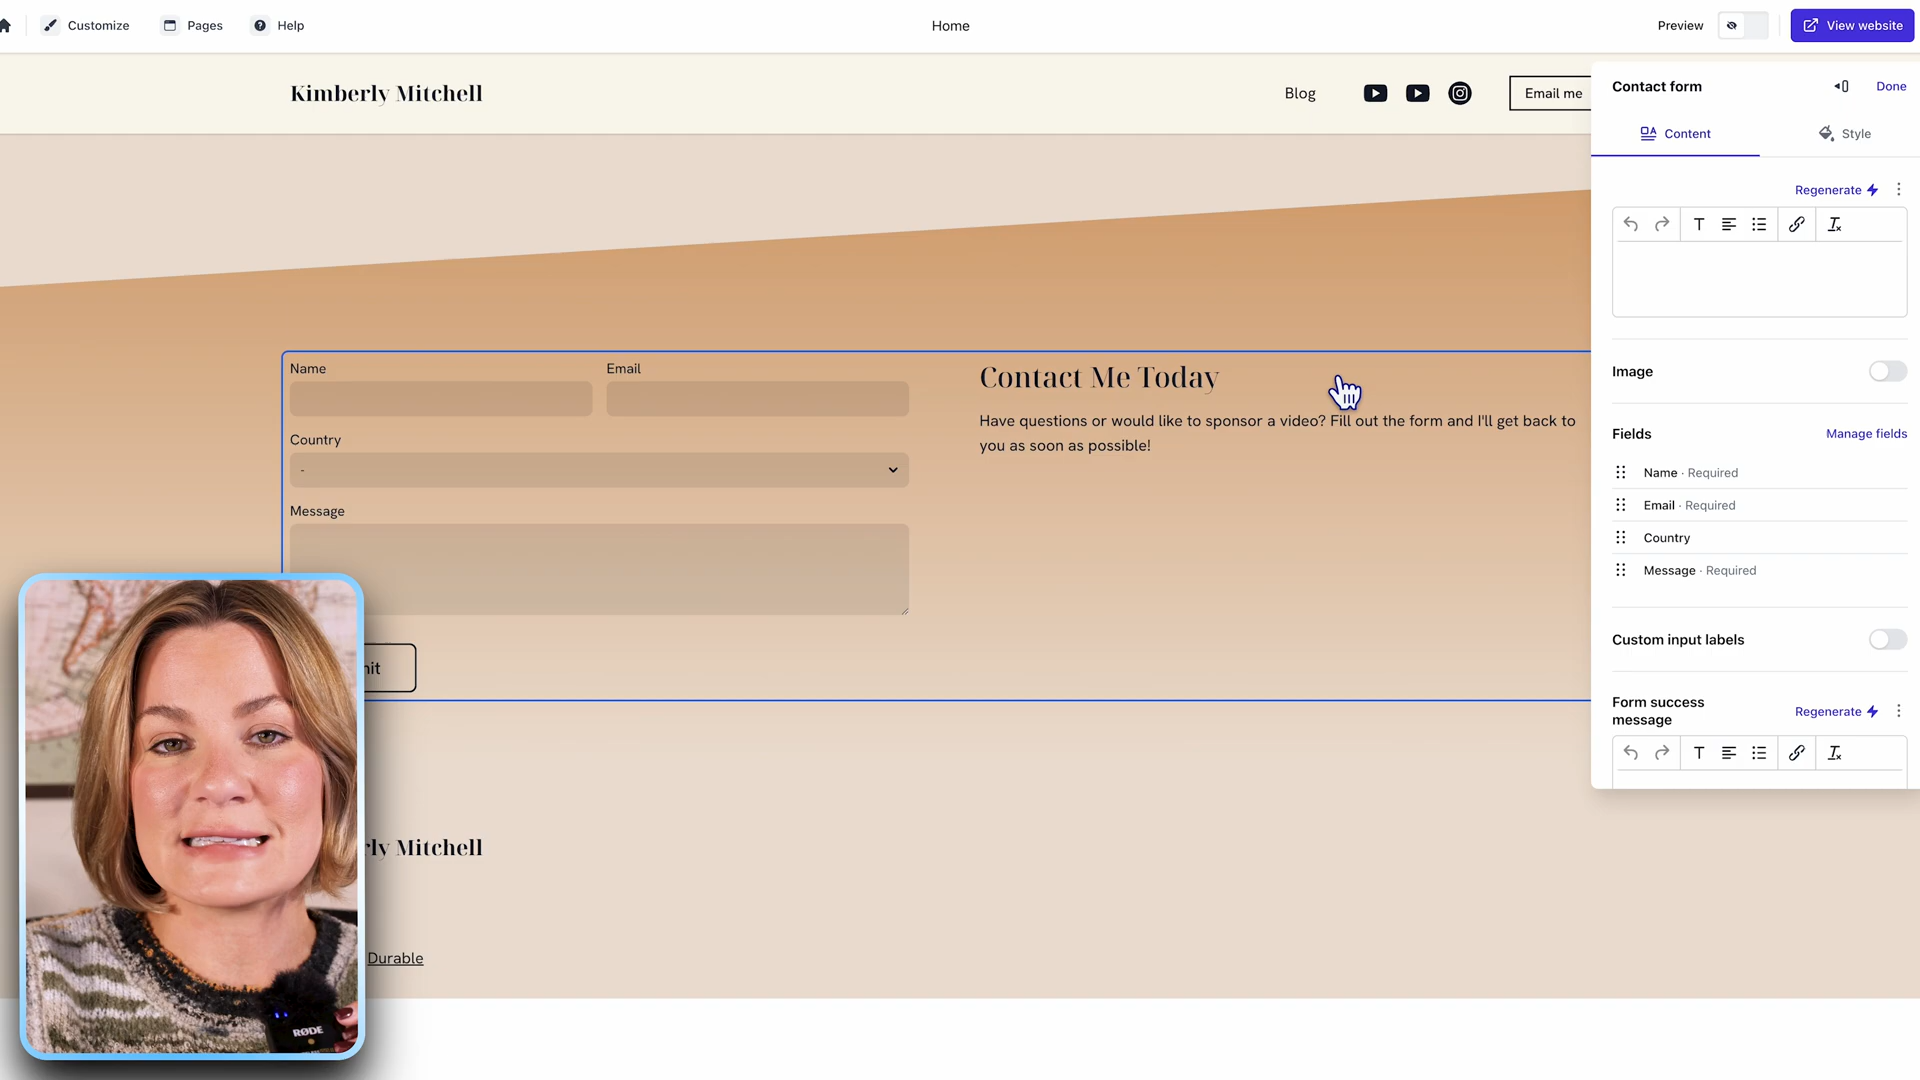 Customize
Pages
Help
Home
Preview
View website
Kimberly Mitchell
Blog
Email me
Contact form
Done
Content
Style
Regenerate
Image
Fields
Manage fields
Name · Required
Email · Required
Country
Message · Required
Custom input labels
Form success
message
Regenerate
Name
Email
Country
-
Message
Contact Me Today
Have questions or would like to sponsor a video? Fill out the form and I'll get back to
you as soon as possible!
nit
rly Mitchell
Durable
RØDE